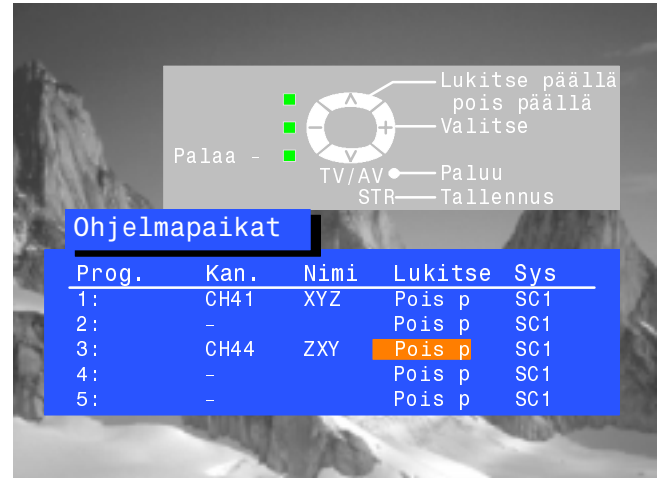 Lukitse päällä
pois päällä
Valitse
Palaa -
TV/AV Paluu
STR Tallennus
Ohjelmapaikat
Prog. Kan. Nimi Lukitse Sys
1: CH41 XYZ Pois p SC1
2: - Pois p SC1
3: CH44 ZXY Pois p SC1
4: - Pois p SC1
5: - Pois p SC1